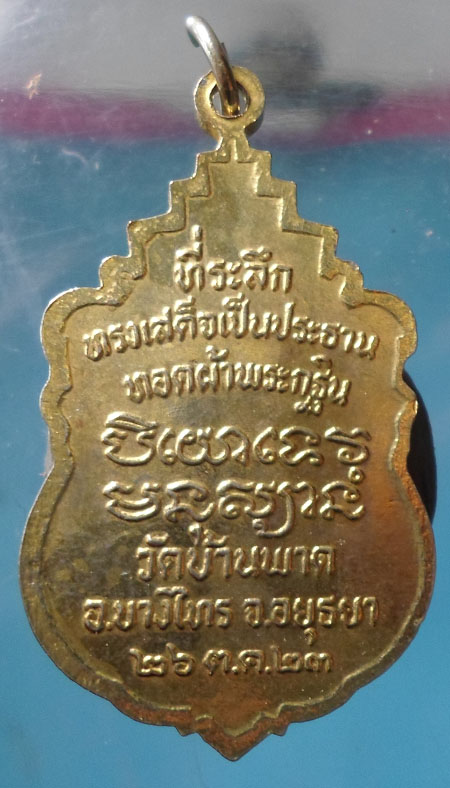 ที่ระลึก
ทรงเสด็จเป็นประธาน
ทอดผ้าพระกฐิน
วัดบ้านพาด
อ.บางไทร จ.อยุธยา
๒๖ ต.ค.๒๓